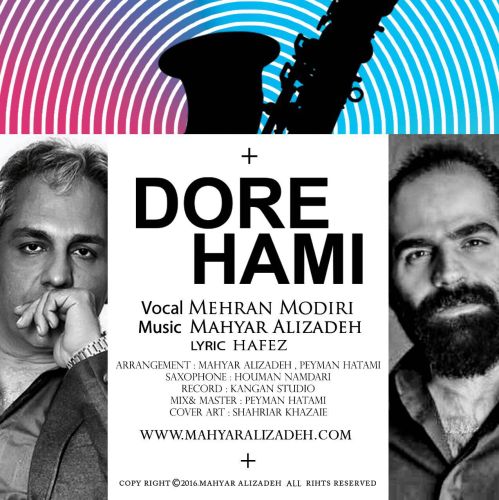 DORE
HAMI
Vocal MEHRAN MODIRI
Music MAHYAR ALIZADEH
LYRIC HAFEZ
ARRANGEMENT : MAHYAR ALIZADEH , PEYMAN HATAMI
SAXOPHONE : HOUMAN NAMDARI
RECORD : KANGAN STUDIO
MIX& MASTER : PEYMAN HATAMI
COVER ART : SHAHRIAR KHAZAIE
WWW.MAHYARALIZADEH.COM
COPY RIGHT ©2016.MAHYAR ALIZADEH ALL RIHTS RESERVED